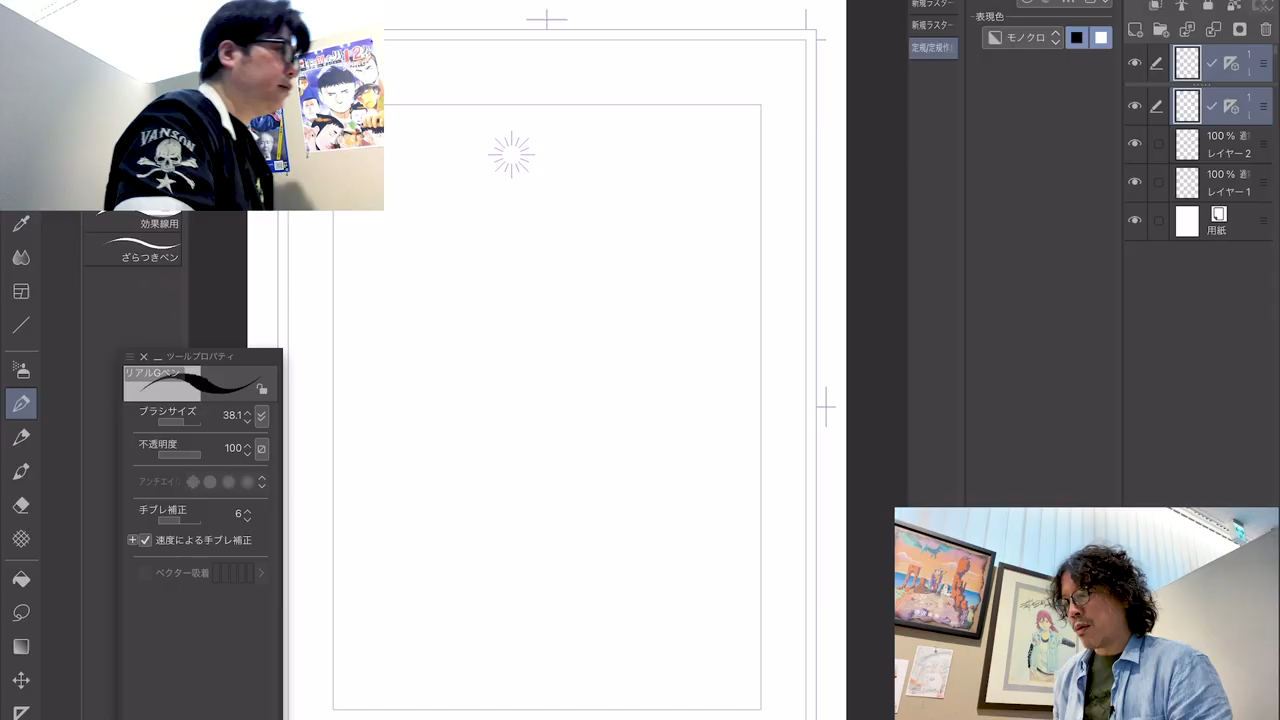 VANSON
効果線用
ざらつきペン
ツールプロパティ
リアルGペン
ブラシサイズ 38.1
不透明度 100
アンチエイ
手ブレ補正 6
速度による手ブレ補正
ベクター吸着
新規ラスター
新規ラスター
定規/定規作
表現色
モノクロ
100 %
レイヤー2
100 %
レイヤー1
用紙